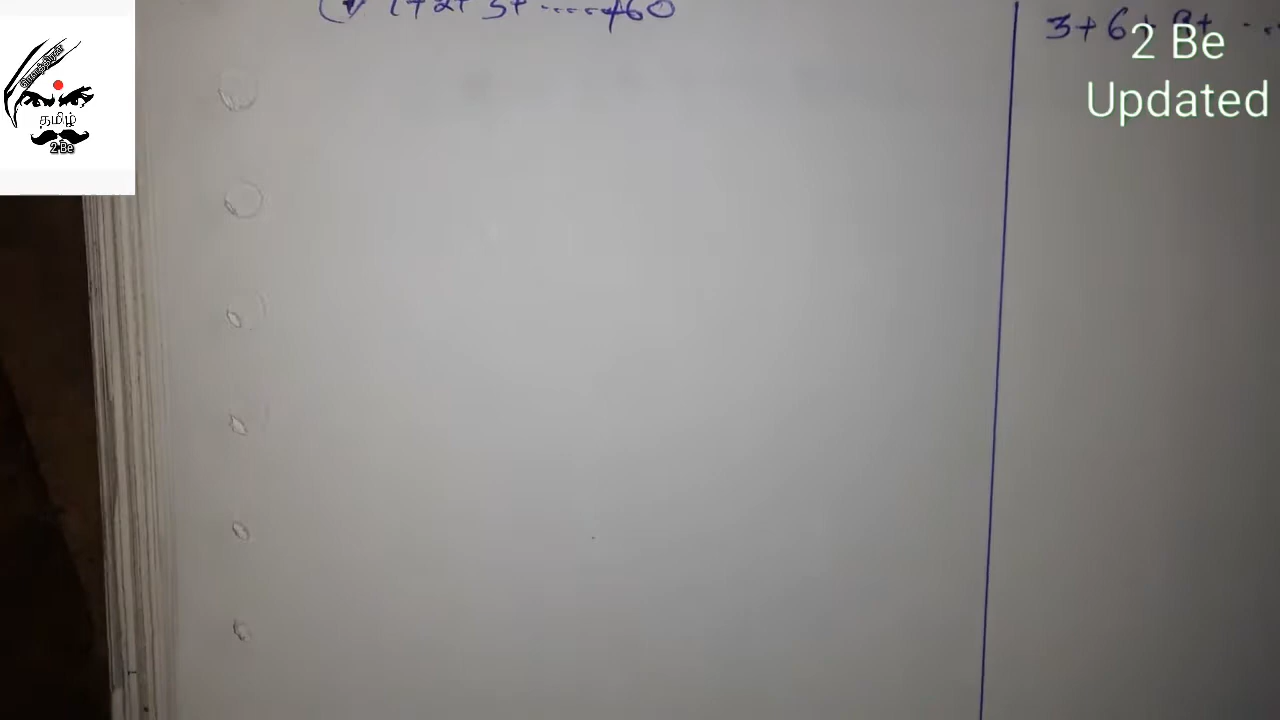 1+2+3+......+60
3+6+
2 Be
Updated
தமிழ்
2 Be